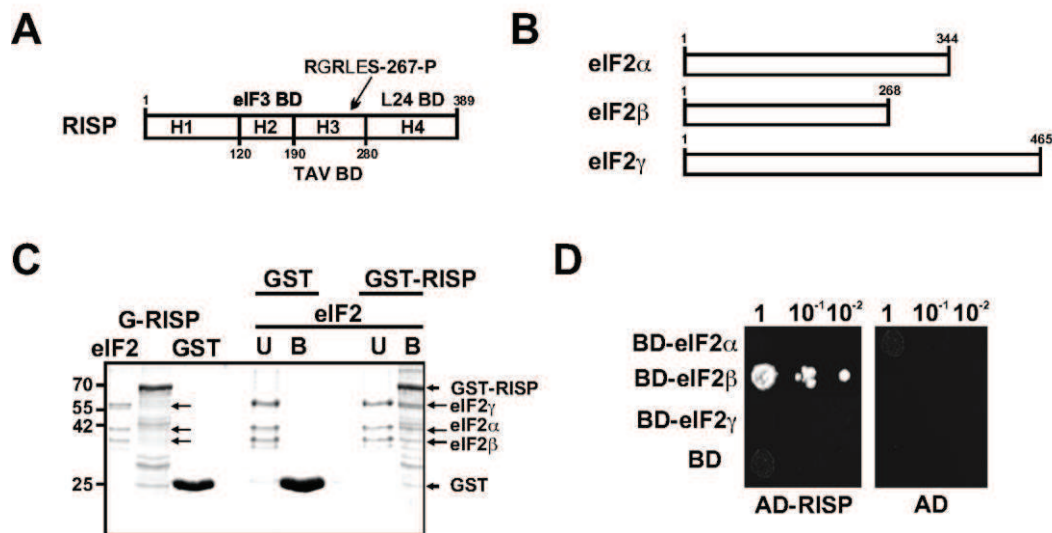 A
RGRLES-267-P
1 eIF3 BD L24 BD 389
RISP H1 H2 H3 H4
120 190 280
TAV BD
B
1 344
eIF2α
1 268
eIF2β
1 465
eIF2γ
C
GST GST-RISP
G-RISP eIF2
eIF2 GST U B U B
70 GST-RISP
55 eIF2γ
42 eIF2α
eIF2β
25 GST
D
1 10-1 10-2 1 10-1 10-2
BD-eIF2α
BD-eIF2β
BD-eIF2γ
BD
AD-RISP AD